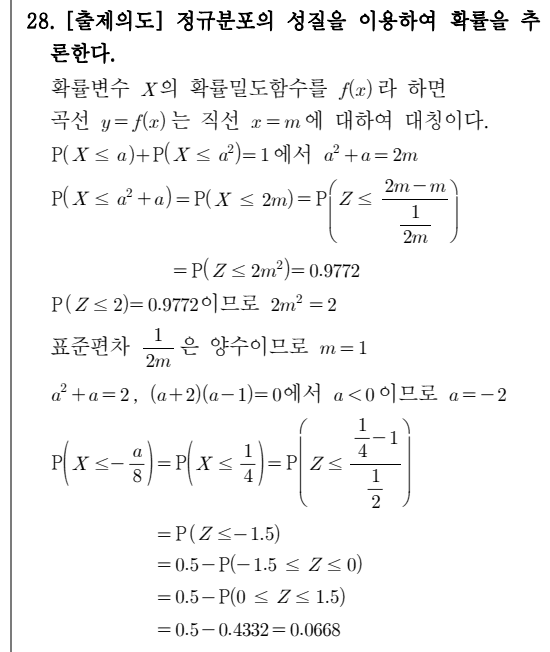 28. [출제의도] 정규분포의 성질을 이용하여 확률을 추
론한다.
확률변수 X의 확률밀도함수를 f(x)라 하면
곡선 y=f(x)는 직선 x=m에 대하여 대칭이다.
P(X≤a)+P(X≤a²)=1에서 a²+a=2m
P(X≤a²+a)=P(X≤2m)=P(Z≤ (2m-m)/(1/(2m)))
=P(Z≤2m²)=0.9772
P(Z≤2)=0.9772이므로 2m²=2
표준편차 1/(2m)은 양수이므로 m=1
a²+a=2, (a+2)(a-1)=0에서 a<0이므로 a=-2
P(X≤-a/8)=P(X≤1/4)=P(Z≤ (1/4-1)/(1/2))
=P(Z≤-1.5)
=0.5-P(-1.5≤Z≤0)
=0.5-P(0≤Z≤1.5)
=0.5-0.4332=0.0668